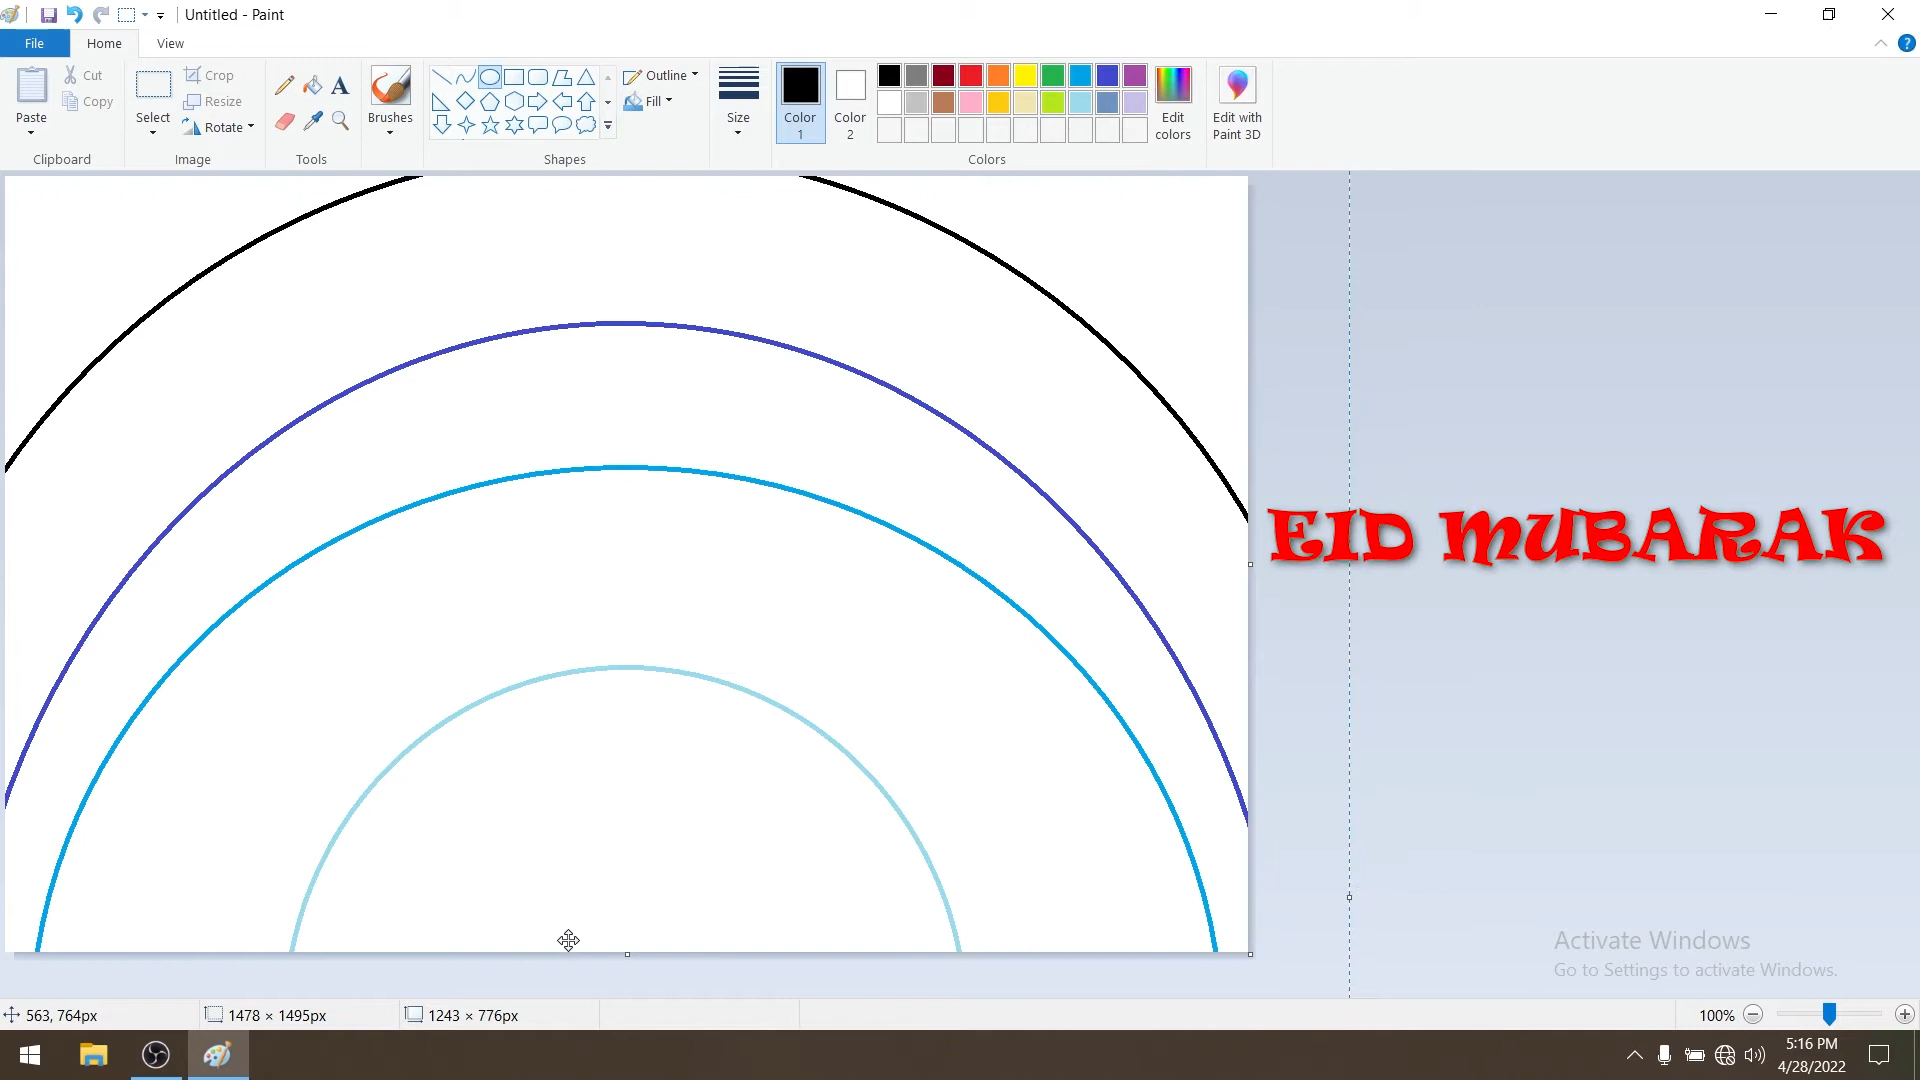 Untitled - Paint
File Home View
Paste Cut Copy Clipboard
Select Crop Resize Rotate Image
Tools
Brushes
Shapes Outline Fill
Size
Color 1 Color 2 Edit colors Colors
Edit with Paint 3D
EID MUBARAK
Activate Windows
Go to Settings to activate Windows.
563, 764px 1478 × 1495px 1243 × 776px 100%
5:16 PM
4/28/2022